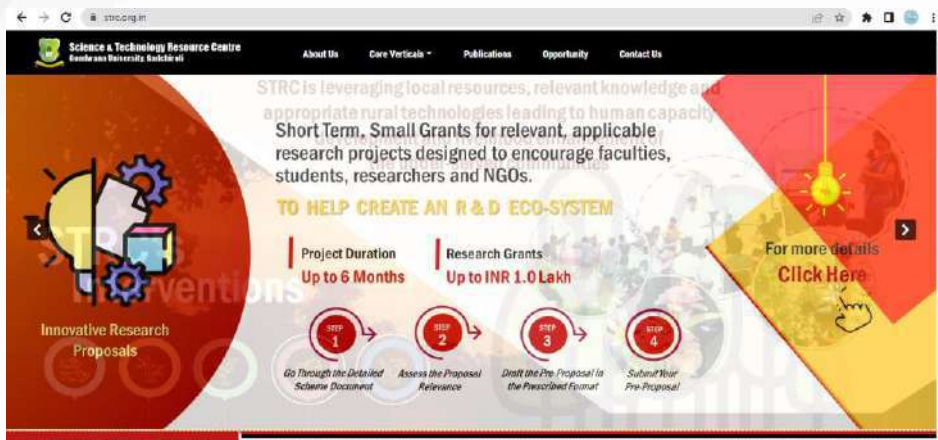 strc.org.in
Science & Technology Resource Centre
Gondwana University, Gadchiroli
About Us Core Verticals Publications Opportunity Contact Us
STRC is leveraging local resources, relevant knowledge and
appropriate rural technologies leading to human capacity
Short Term, Small Grants for relevant, applicable
research projects designed to encourage faculties,
students, researchers and NGOs.
communities
TO HELP CREATE AN R & D ECO-SYSTEM
Project Duration
Up to 6 Months
Research Grants
Up to INR 1.0 Lakh
For more details
Click Here
Interventions
Innovative Research
Proposals
STEP
1
Go Through the Detailed
Scheme Document
STEP
2
Assess the Proposal
Relevance
STEP
3
Draft the Pre-Proposal in
the Prescribed Format
STEP
4
Submit Your
Pre-Proposal